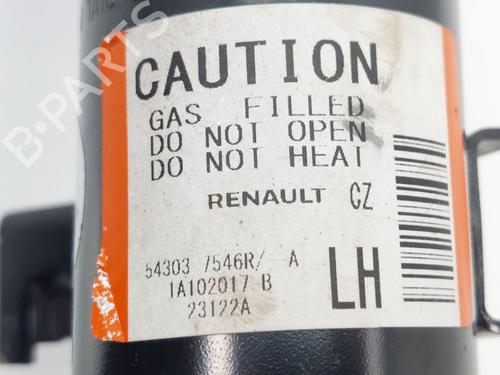 CAUTION
GAS FILLED
DO NOT OPEN
DO NOT HEAT
RENAULT CZ
54303 7546R/ A
1A102017 B
23122A
LH
B-PARTS